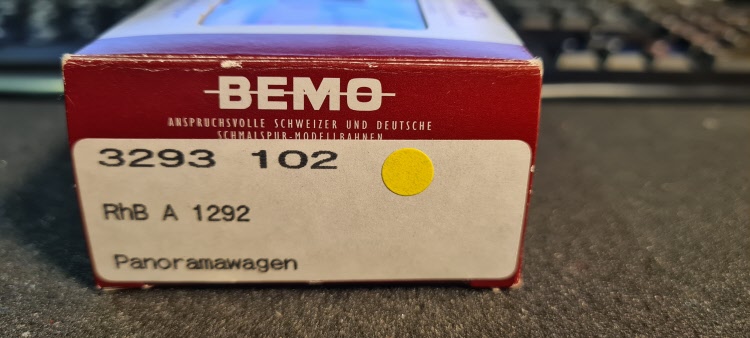 BEMO
ANSPRUCHSVOLLE SCHWEIZER UND DEUTSCHE
SCHMALSPUR-MODELLBAHNEN
3293 102
RhB A 1292
Panoramawagen